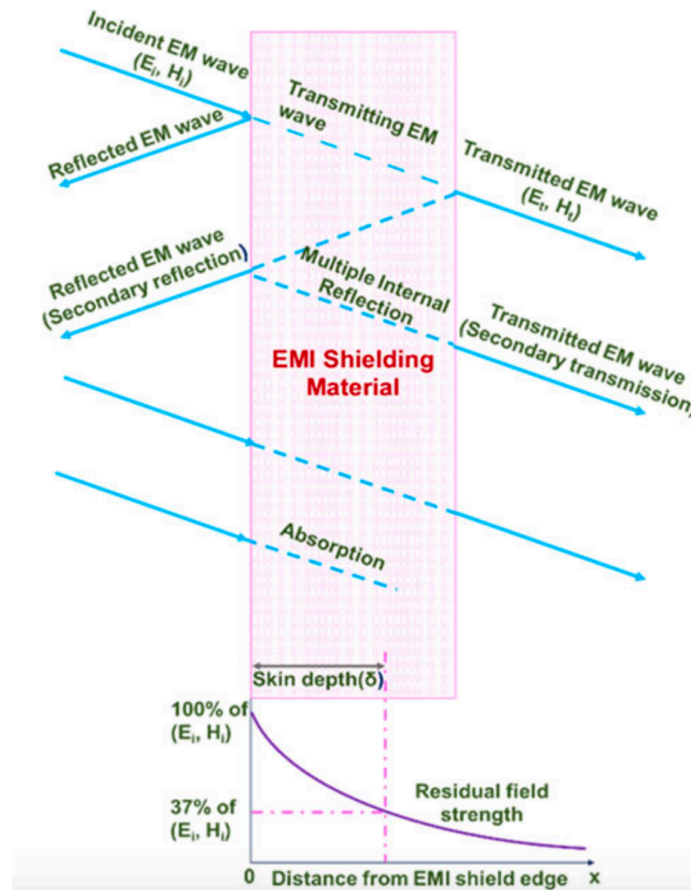 Incident EM wave
(Ei, Hi)
Reflected EM wave
Transmitting EM
wave
Transmitted EM wave
(Et, Ht)
Reflected EM wave
(Secondary reflection)
Multiple Internal
Reflection
Transmitted EM wave
(Secondary transmission)
EMI Shielding
Material
Absorption
Skin depth(δ)
100% of
(Ei, Hi)
37% of
(Ei, Hi)
Residual field
strength
0 Distance from EMI shield edge x